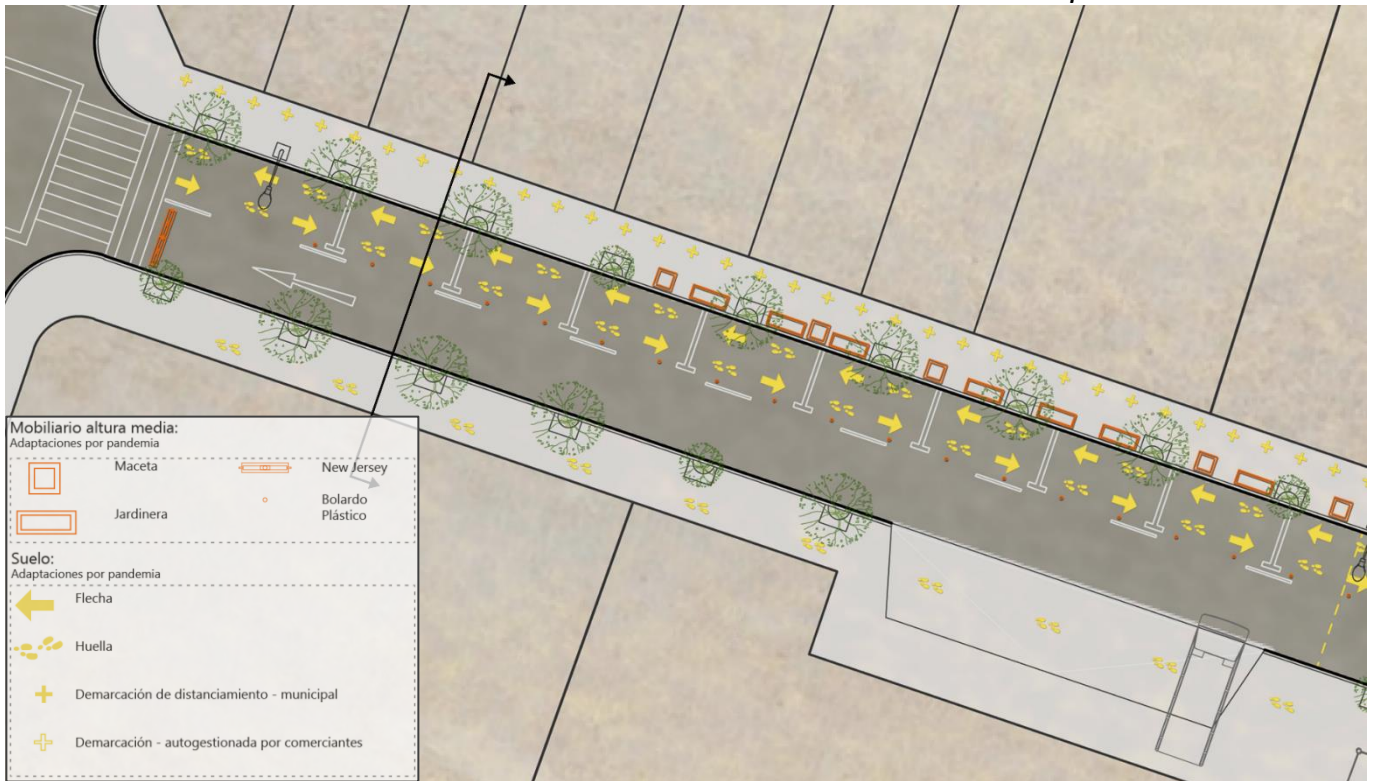 Mobiliario altura media:
Adaptaciones por pandemia
Maceta
New Jersey
Jardinera
Bolardo
Plástico
Suelo:
Adaptaciones por pandemia
Flecha
Huella
Demarcación de distanciamiento - municipal
Demarcación - autogestionada por comerciantes